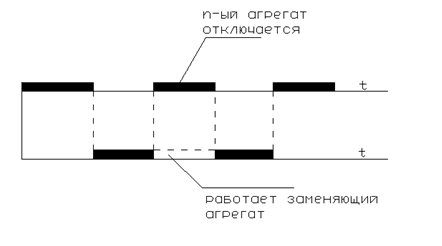 n-ый агрегат
отключается
t
t
работает заменяющий
агрегат